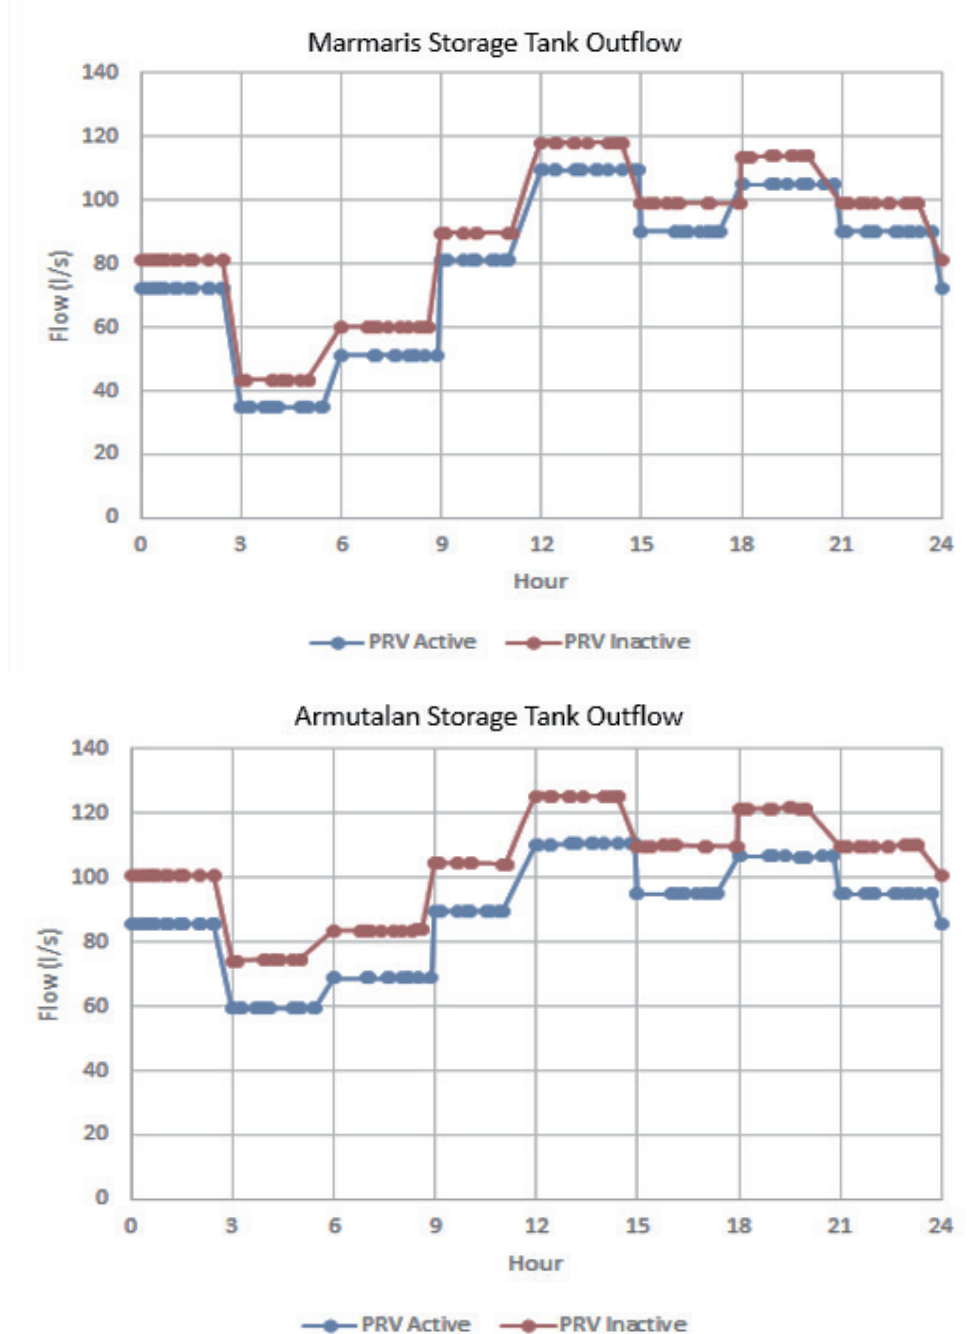 Marmaris Storage Tank Outflow
140
120
100
80
60
40
20
0
Flow (l/s)
0 3 6 9 12 15 18 21 24
Hour
PRV Active PRV Inactive
Armutalan Storage Tank Outflow
140
120
100
80
60
40
20
0
Flow (l/s)
0 3 6 9 12 15 18 21 24
Hour
PRV Active PRV Inactive